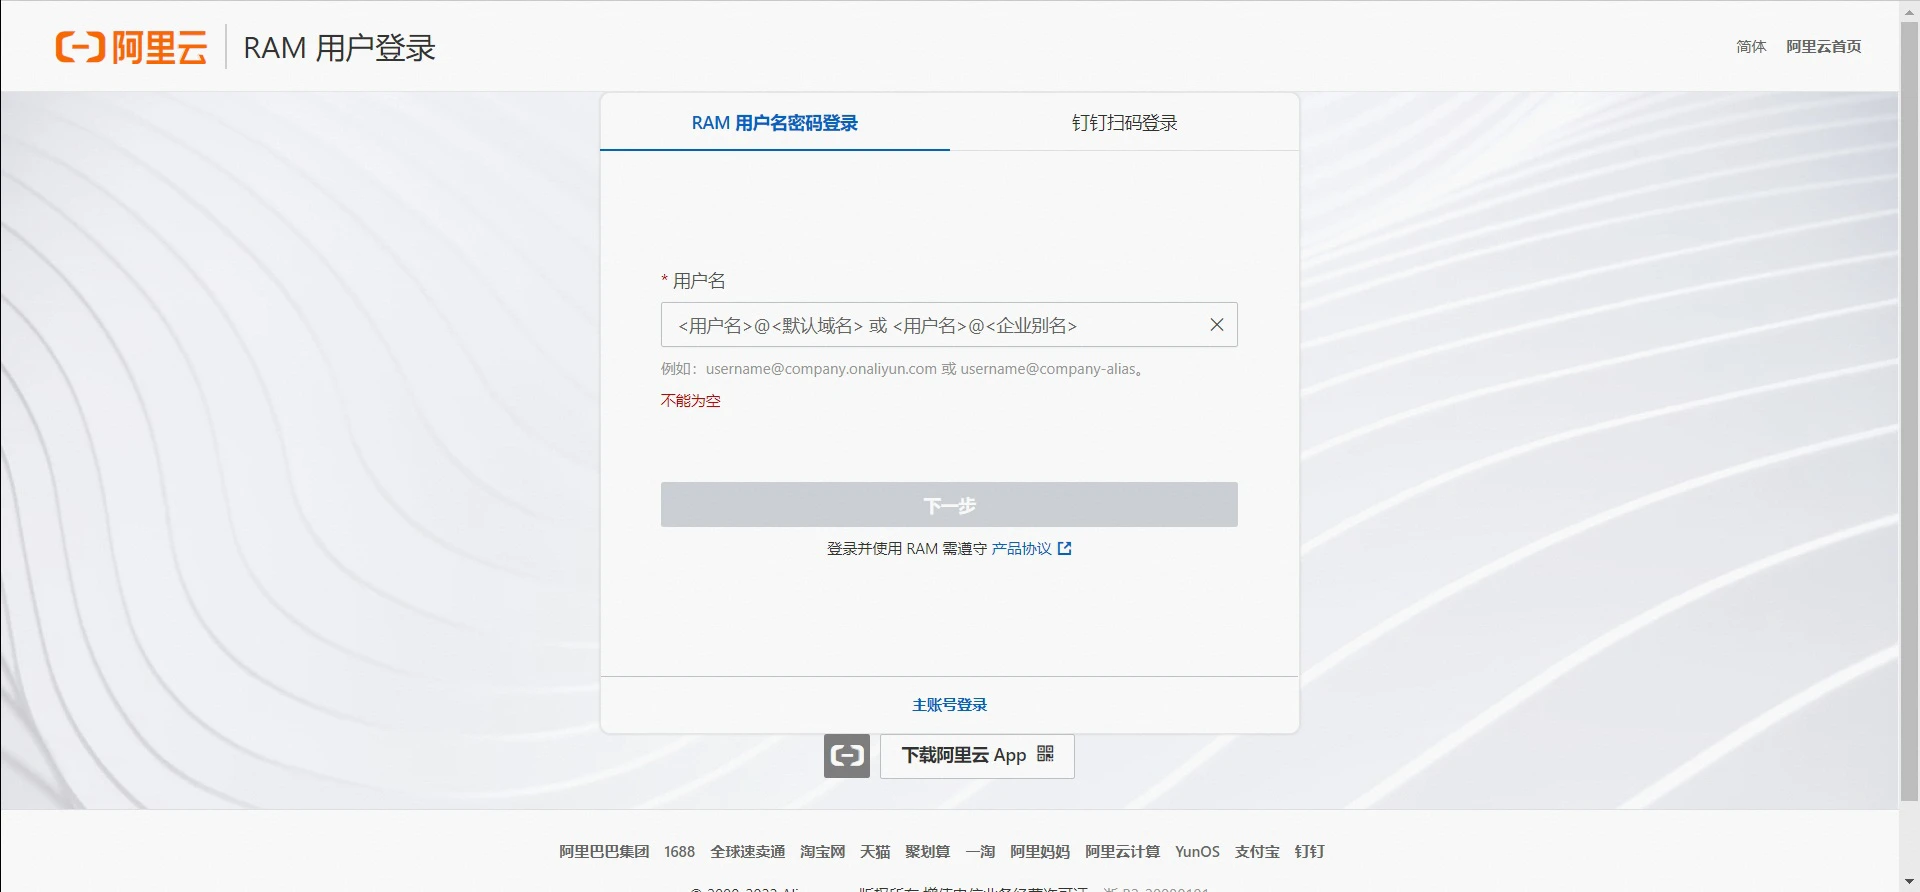 阿里云 RAM 用户登录
简体 阿里云首页
RAM 用户名密码登录 钉钉扫码登录
* 用户名
<用户名>@<默认域名> 或 <用户名>@<企业别名>
例如：username@company.onaliyun.com 或 username@company-alias。
不能为空
下一步
登录并使用 RAM 需遵守 产品协议
主账号登录
下载阿里云 App
阿里巴巴集团 1688 全球速卖通 淘宝网 天猫 聚划算 一淘 阿里妈妈 阿里云计算 YunOS 支付宝 钉钉